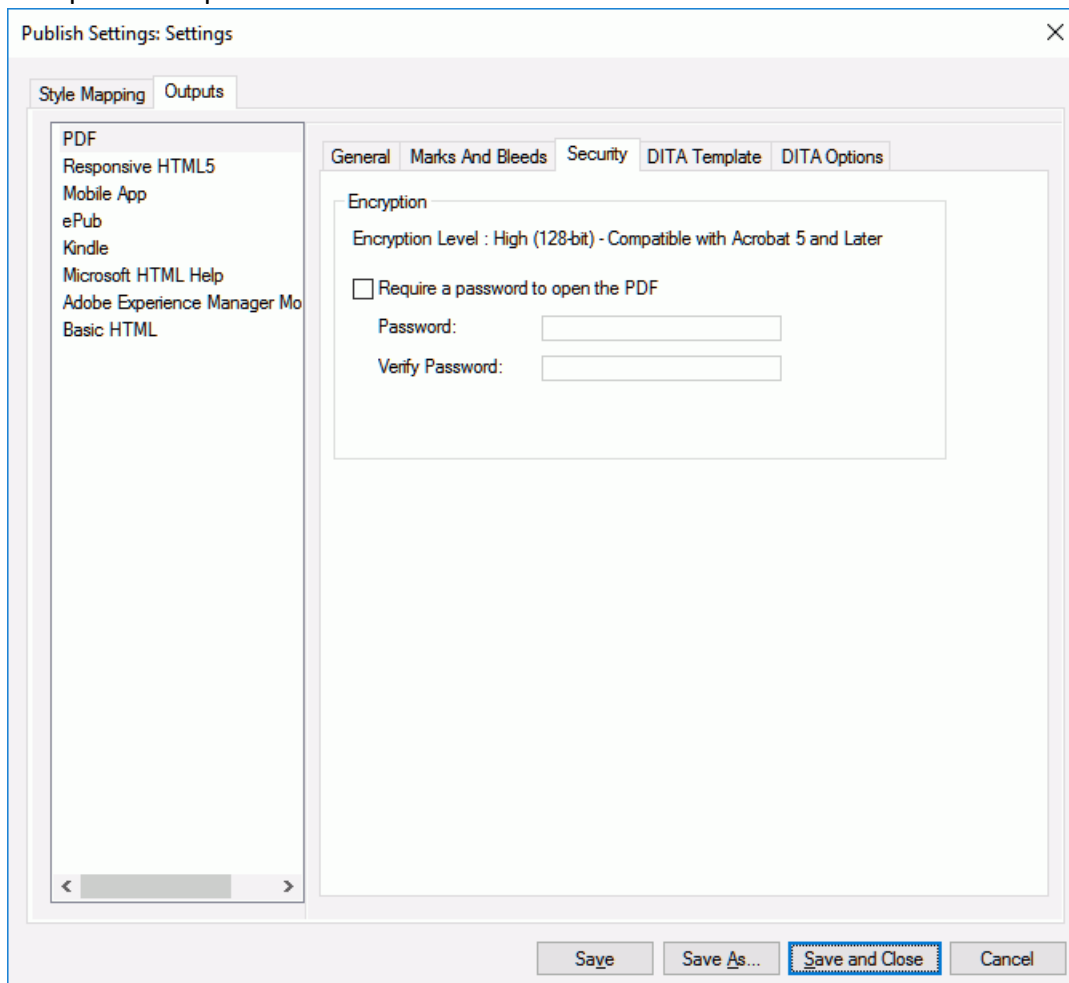 Publish Settings: Settings
Style Mapping Outputs
PDF
Responsive HTML5
Mobile App
ePub
Kindle
Microsoft HTML Help
Adobe Experience Manager Mo
Basic HTML
General Marks And Bleeds Security DITA Template DITA Options
Encryption
Encryption Level : High (128-bit) - Compatible with Acrobat 5 and Later
Require a password to open the PDF
Password:
Verify Password:
Save Save As... Save and Close Cancel